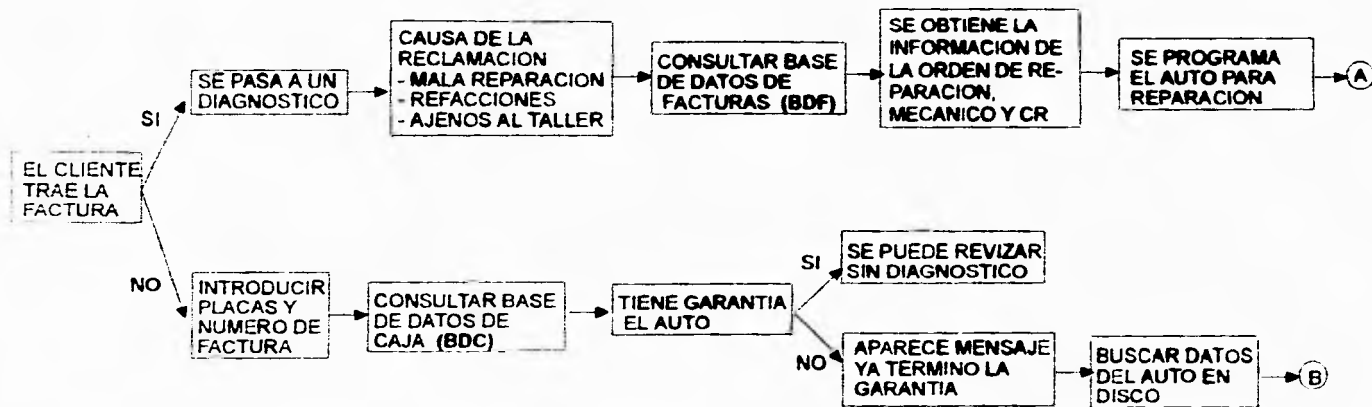 SI
SE PASA A UN
DIAGNOSTICO
CAUSA DE LA
RECLAMACION
- MALA REPARACION
- REFACCIONES
- AJENOS AL TALLER
CONSULTAR BASE
DE DATOS DE
FACTURAS (BDF)
SE OBTIENE LA
INFORMACION DE
LA ORDEN DE RE-
PARACION,
MECANICO Y CR
SE PROGRAMA
EL AUTO PARA
REPARACION
A
EL CLIENTE
TRAE LA
FACTURA
NO
INTRODUCIR
PLACAS Y
NUMERO DE
FACTURA
CONSULTAR BASE
DE DATOS DE
CAJA (BDC)
TIENE GARANTIA
EL AUTO
SI
SE PUEDE REVIZAR
SIN DIAGNOSTICO
NO
APARECE MENSAJE
YA TERMINO LA
GARANTIA
BUSCAR DATOS
DEL AUTO EN
DISCO
B